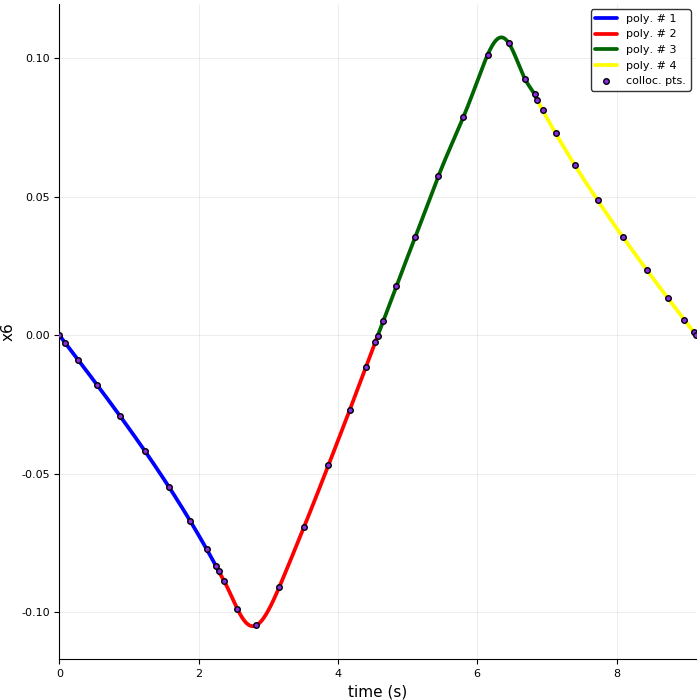 poly. # 1
poly. # 2
poly. # 3
poly. # 4
colloc. pts.
0.10
0.05
0.00
-0.05
-0.10
x6
0 2 4 6 8
time (s)